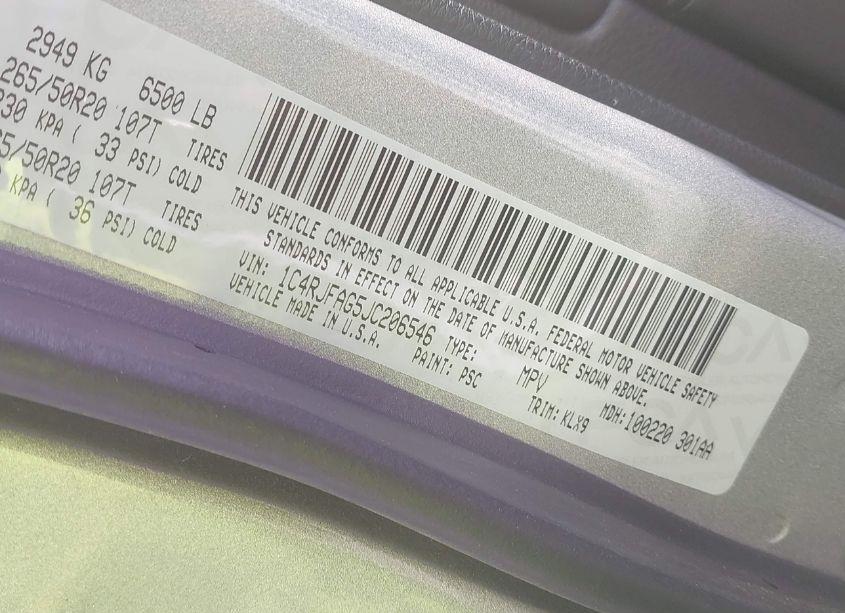 2949 KG 6500 LB
265/50R20 107T TIRES
KPA ( 33 PSI) COLD
50R20 107T TIRES
KPA ( 36 PSI) COLD
THIS VEHICLE CONFORMS TO ALL APPLICABLE U.S.A. FEDERAL MOTOR VEHICLE SAFETY
STANDARDS IN EFFECT ON THE DATE OF MANUFACTURE SHOWN ABOVE.
VIN: 1C4RJFAG5JC206546 TYPE: MPV MDH:100220 301AA
VEHICLE MADE IN U.S.A. PAINT: PSC TRIM: KLX9